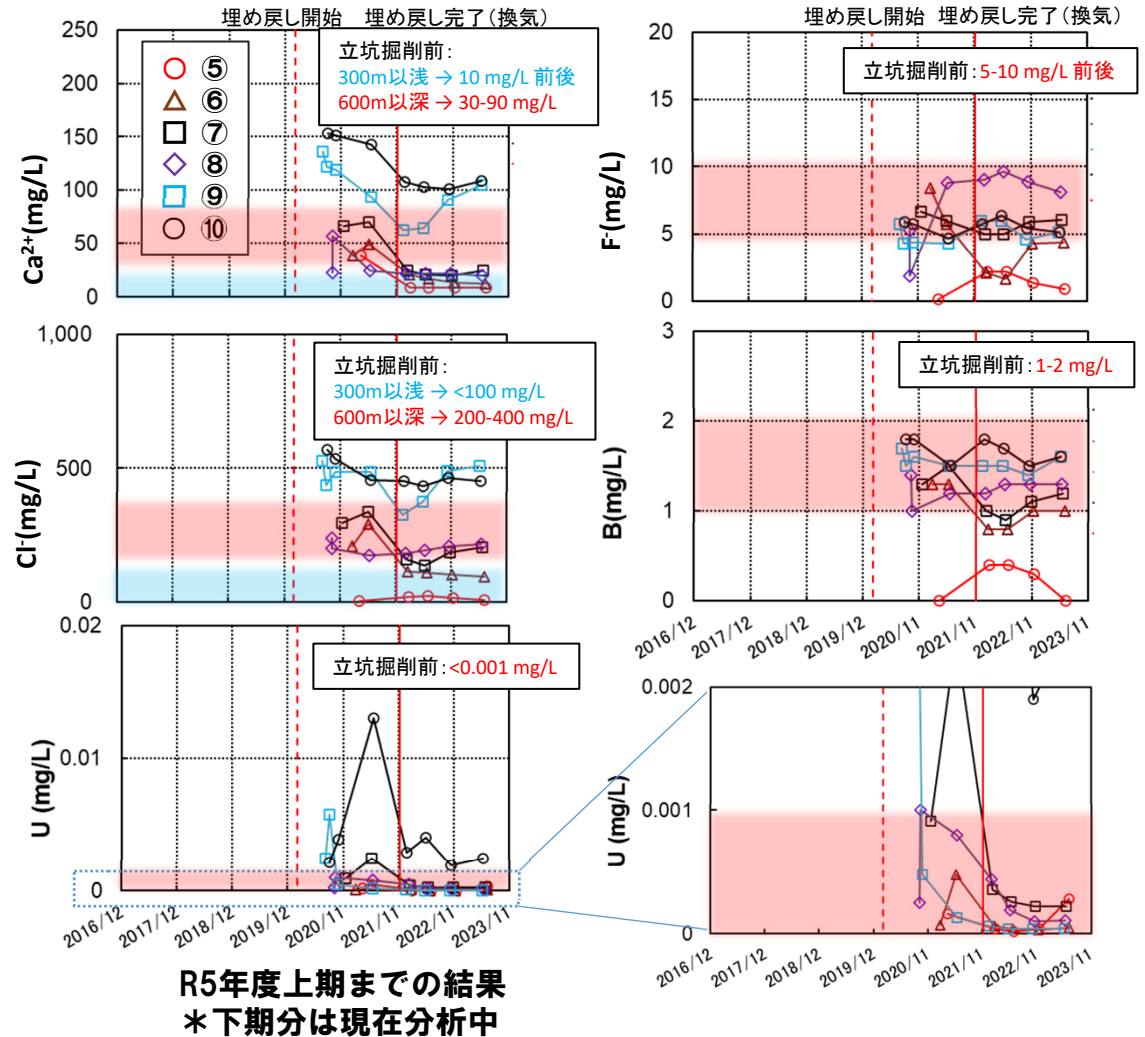 埋め戻し開始
埋め戻し完了(換気)
250
200
150
100
50
0
Ca²⁺(mg/L)
⑤
⑥
⑦
⑧
⑨
⑩
立坑掘削前:
300m以浅 → 10 mg/L 前後
600m以深 → 30-90 mg/L
埋め戻し開始
埋め戻し完了(換気)
20
15
10
5
0
F⁻(mg/L)
立坑掘削前:5-10 mg/L 前後
1,000
500
0
Cl⁻(mg/L)
立坑掘削前:
300m以浅 → <100 mg/L
600m以深 → 200-400 mg/L
3
2
1
0
B(mg/L)
立坑掘削前:1-2 mg/L
2016/12
2017/12
2018/12
2019/12
2020/11
2021/11
2022/11
2023/11
0.02
0.01
0
U (mg/L)
立坑掘削前:<0.001 mg/L
2016/12
2017/12
2018/12
2019/12
2020/11
2021/11
2022/11
2023/11
0.002
0.001
0
U (mg/L)
2016/12
2017/12
2018/12
2019/12
2020/11
2021/11
2022/11
2023/11
R5年度上期までの結果
*下期分は現在分析中